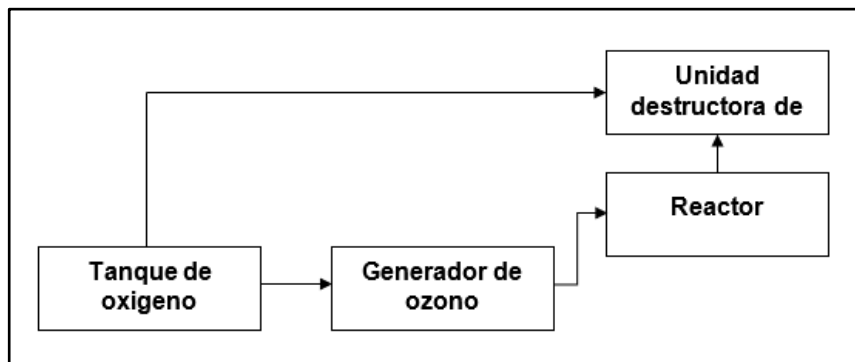 Unidad
destructora de
Reactor
Tanque de
oxigeno
Generador de
ozono